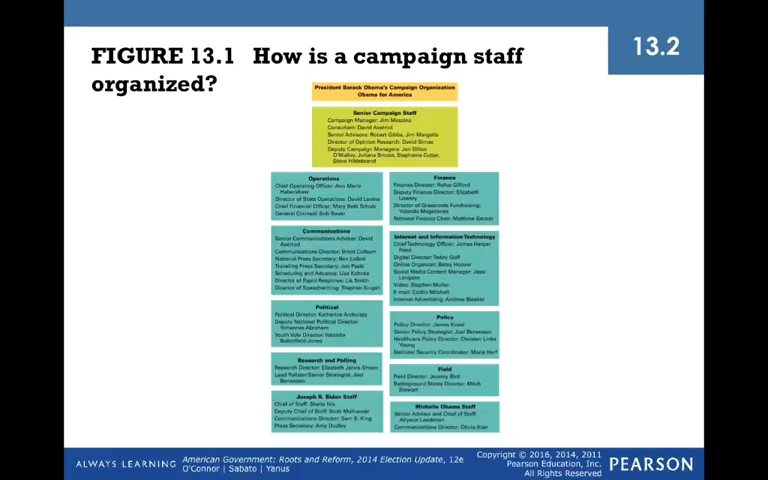 13.2
FIGURE 13.1 How is a campaign staff
organized?
President Barack Obama's Campaign Organization
Obama for America
Senior Campaign Staff
Campaign Manager: Jim Messina
Consultant: David Axelrod
Senior Advisors: Robert Gibbs, Jim Margolis
Director of Opinion Research: David Simas
Deputy Campaign Managers: Jen Dillon
O'Malley, Juliana Smoot, Stephanie Cutter,
Steve Hildebrand
Operations
Chief Operating Officer: Ann Marie
Habershaw
Director of State Operations: David Levine
Chief Financial Officer: Mary Beth Schulz
General Counsel: Bob Bauer
Communications
Senior Communications Adviser: David
Axelrod
Communications Director: Brent Colburn
National Press Secretary: Ben LaBolt
Traveling Press Secretary: Jen Psaki
Scheduling and Advance: Lisa Kohnke
Director of Rapid Response: Lis Smith
Director of Speechwriting: Stephen Krupin
Political
Political Director: Katherine Archuleta
Deputy National Political Director:
Yohannes Abraham
Youth Vote Director: Valeisha
Butterfield-Jones
Research and Polling
Research Director: Elizabeth Jarvis-Shean
Lead Pollster/Senior Strategist: Joel
Benenson
Joseph R. Biden Staff
Chief of Staff: Sheila Nix
Deputy Chief of Staff: Scott Mulhauser
Communications Director: Sam B. King
Press Secretary: Amy Dudley
Finance
Finance Director: Rufus Gifford
Deputy Finance Director: Elizabeth
Lowery
Director of Grassroots Fundraising:
Yolanda Magallanes
National Finance Chair: Matthew Barzun
Internet and Information Technology
Chief Technology Officer: James Harper
Reed
Digital Director: Teddy Goff
Online Organizer: Betsy Hoover
Social Media Content Manager: Jessi
Langsen
Video: Stephen Muller
E-mail: Caitlin Mitchell
Internet Advertising: Andrew Bleeker
Policy
Policy Director: James Kvaal
Senior Policy Strategist: Joel Benenson
Healthcare Policy Director: Christen Linke
Young
National Security Coordinator: Marie Harf
Field
Field Director: Jeremy Bird
Battleground States Director: Mitch
Stewart
Michelle Obama Staff
Senior Advisor and Chief of Staff:
Allyson Laackman
Communications Director: Olivia Alair
ALWAYS LEARNING
American Government: Roots and Reform, 2014 Election Update, 12e
O'Connor | Sabato | Yanus
Copyright © 2016, 2014, 2011
Pearson Education, Inc.
All Rights Reserved
PEARSON